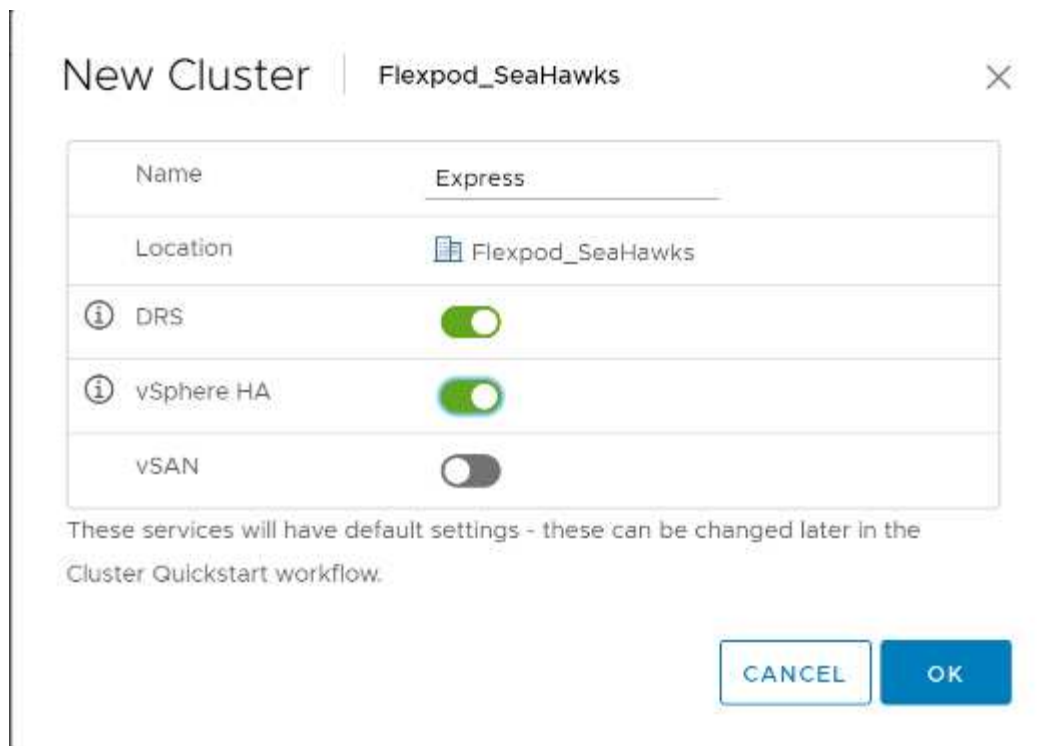 New Cluster Flexpod_SeaHawks
Name Express
Location Flexpod_SeaHawks
DRS
vSphere HA
vSAN
These services will have default settings - these can be changed later in the
Cluster Quickstart workflow.
CANCEL OK